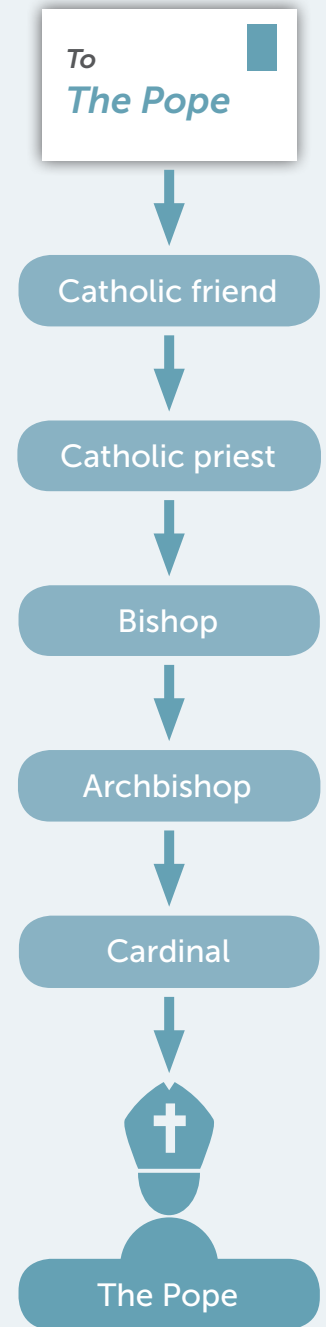 To
The Pope
Catholic friend
Catholic priest
Bishop
Archbishop
Cardinal
The Pope